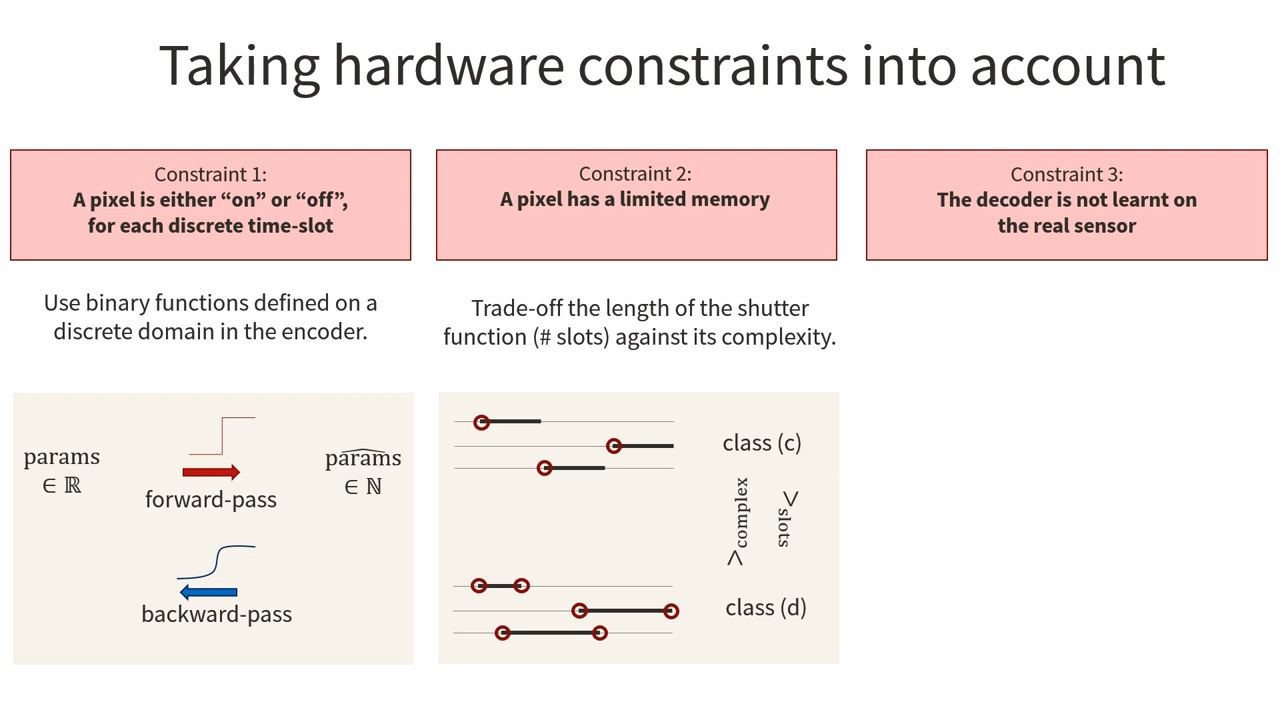 Taking hardware constraints into account
Constraint 1:
A pixel is either “on” or “off”,
for each discrete time-slot
Use binary functions defined on a
discrete domain in the encoder.
params
∈ ℝ
forward-pass
params
∈ ℕ
backward-pass
Constraint 2:
A pixel has a limited memory
Trade-off the length of the shutter
function (# slots) against its complexity.
class (c)
>complex
>slots
class (d)
Constraint 3:
The decoder is not learnt on
the real sensor